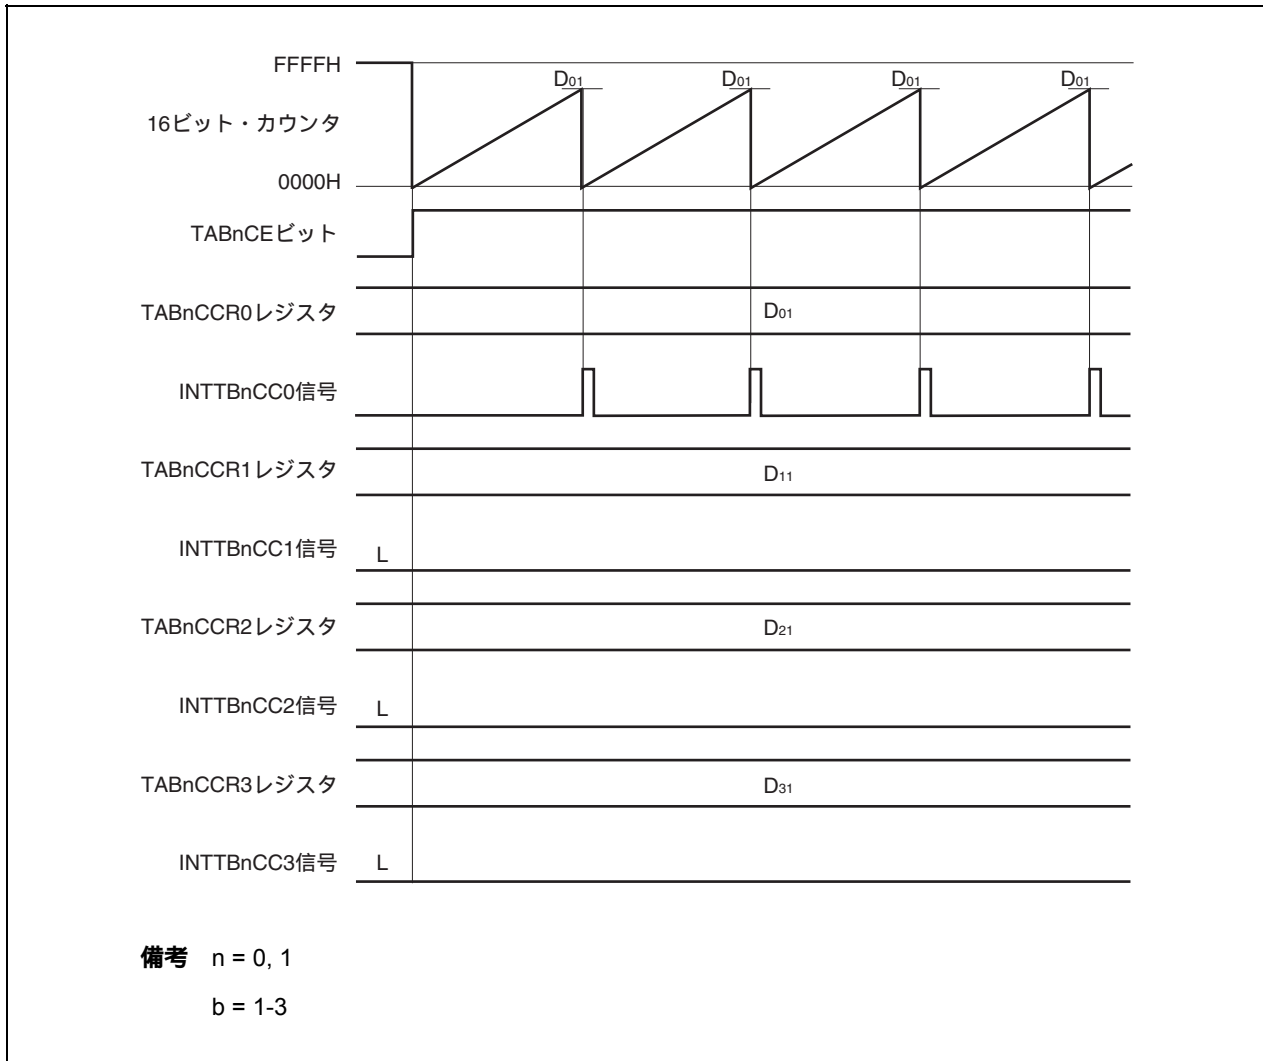 FFFFH
D01 D01 D01 D01
16ビット・カウンタ
0000H
TABnCEビット
TABnCCR0レジスタ D01
INTTBnCC0信号
TABnCCR1レジスタ D11
INTTBnCC1信号 L
TABnCCR2レジスタ D21
INTTBnCC2信号 L
TABnCCR3レジスタ D31
INTTBnCC3信号 L
備考 n = 0, 1
b = 1-3